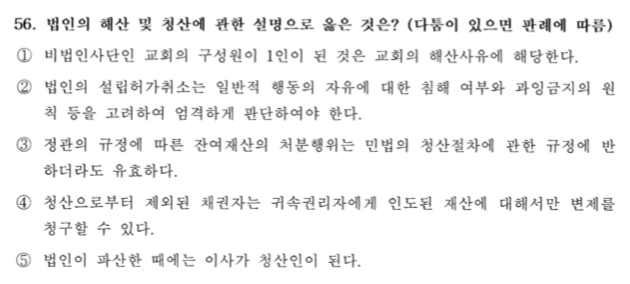 56. 법인의 해산 및 청산에 관한 설명으로 옳은 것은? (다툼이 있으면 판례에 따름)
① 비법인사단인 교회의 구성원이 1인이 된 것은 교회의 해산사유에 해당한다.
② 법인의 설립허가취소는 일반적 행동의 자유에 대한 침해 여부와 과잉금지의 원
칙 등을 고려하여 엄격하게 판단하여야 한다.
③ 정관의 규정에 따른 잔여재산의 처분행위는 민법의 청산절차에 관한 규정에 반
하더라도 유효하다.
④ 청산으로부터 제외된 채권자는 귀속권리자에게 인도된 재산에 대해서만 변제를
청구할 수 있다.
⑤ 법인이 파산한 때에는 이사가 청산인이 된다.